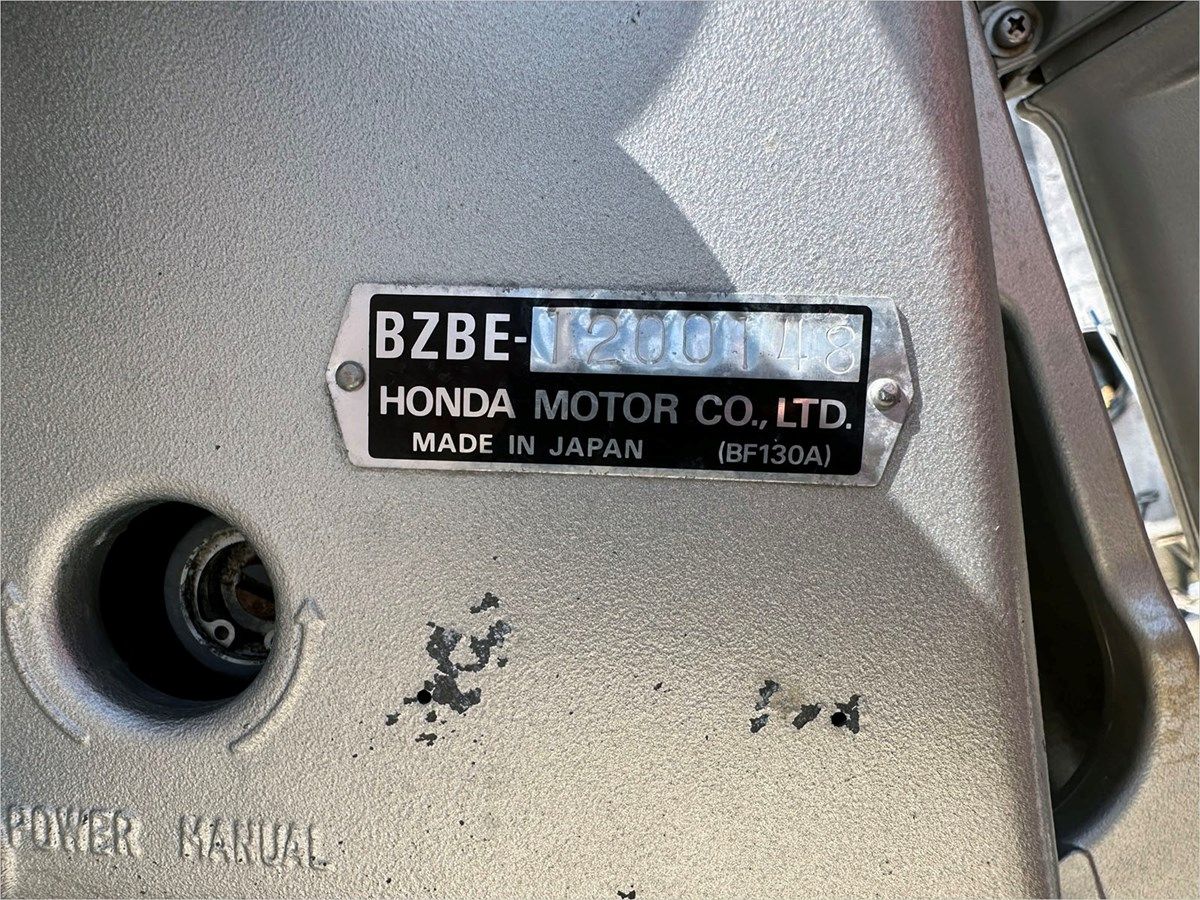 BZBE-1200148
HONDA MOTOR CO., LTD.
MADE IN JAPAN (BF130A)
POWER MANUAL